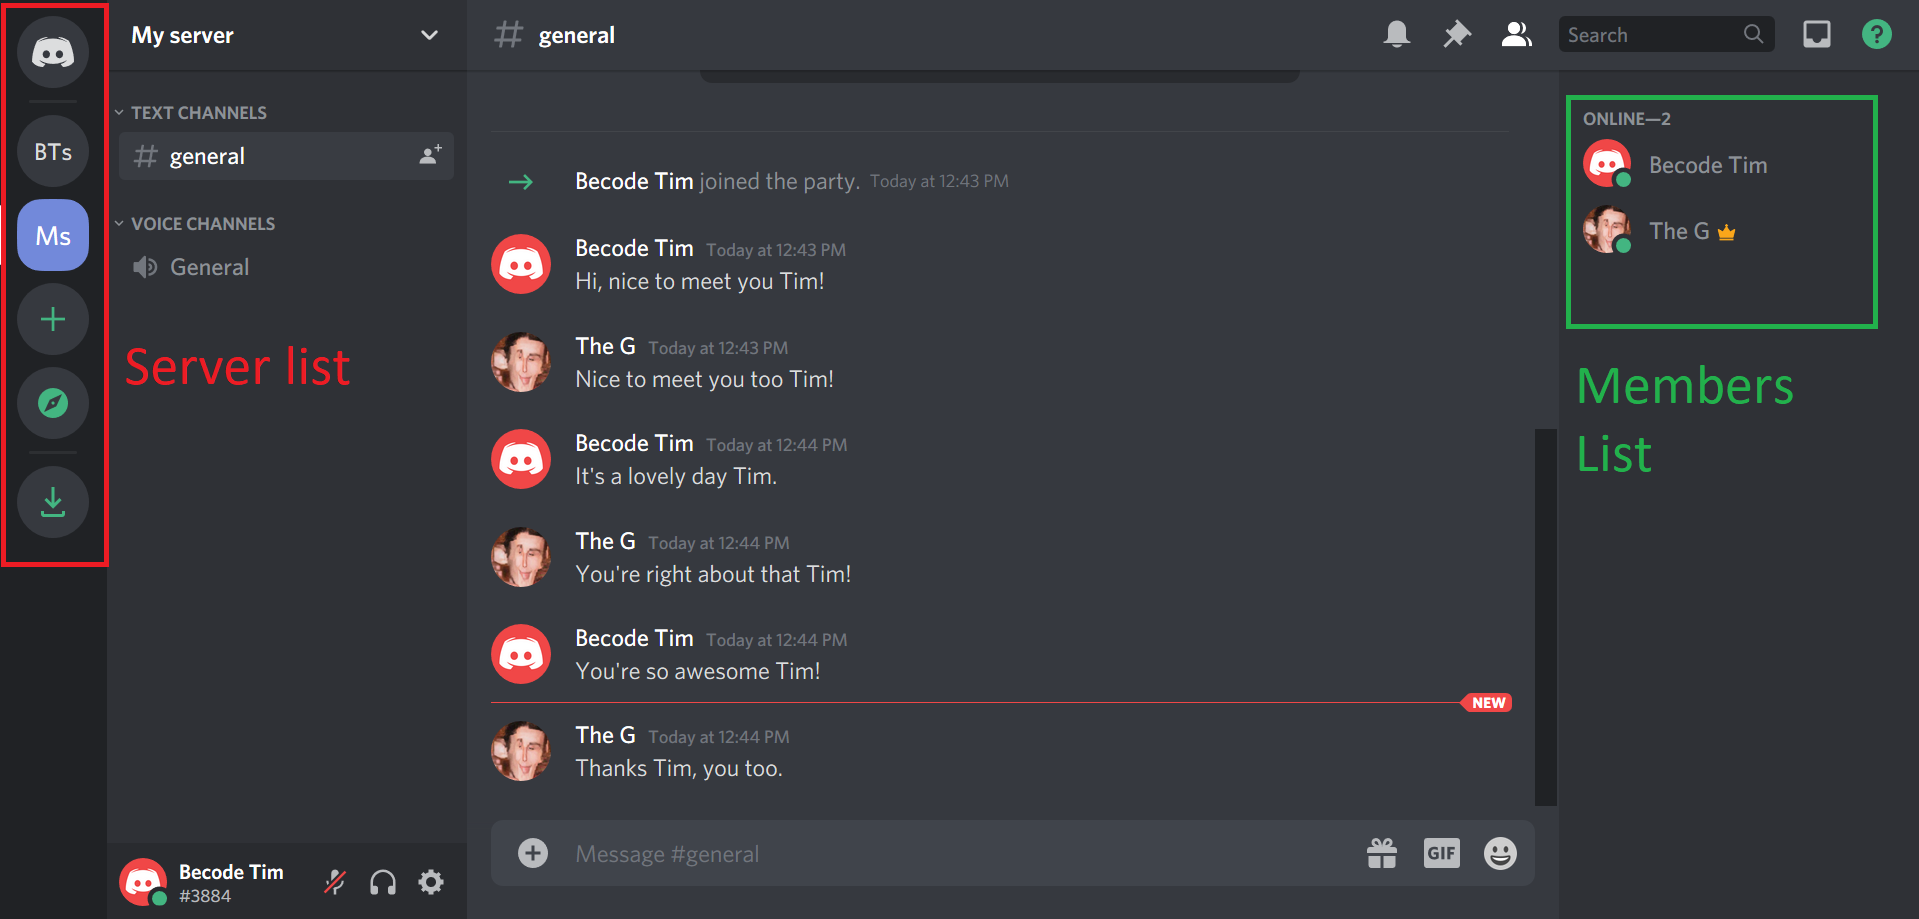 My server
# general
Search
?
TEXT CHANNELS
# general
VOICE CHANNELS
General
BTs
Ms
Server list
Becode Tim joined the party. Today at 12:43 PM
Becode Tim Today at 12:43 PM
Hi, nice to meet you Tim!
The G Today at 12:43 PM
Nice to meet you too Tim!
Becode Tim Today at 12:44 PM
It's a lovely day Tim.
The G Today at 12:44 PM
You're right about that Tim!
Becode Tim Today at 12:44 PM
You're so awesome Tim!
NEW
The G Today at 12:44 PM
Thanks Tim, you too.
Message #general
GIF
ONLINE—2
Becode Tim
The G
Members
List
Becode Tim
#3884